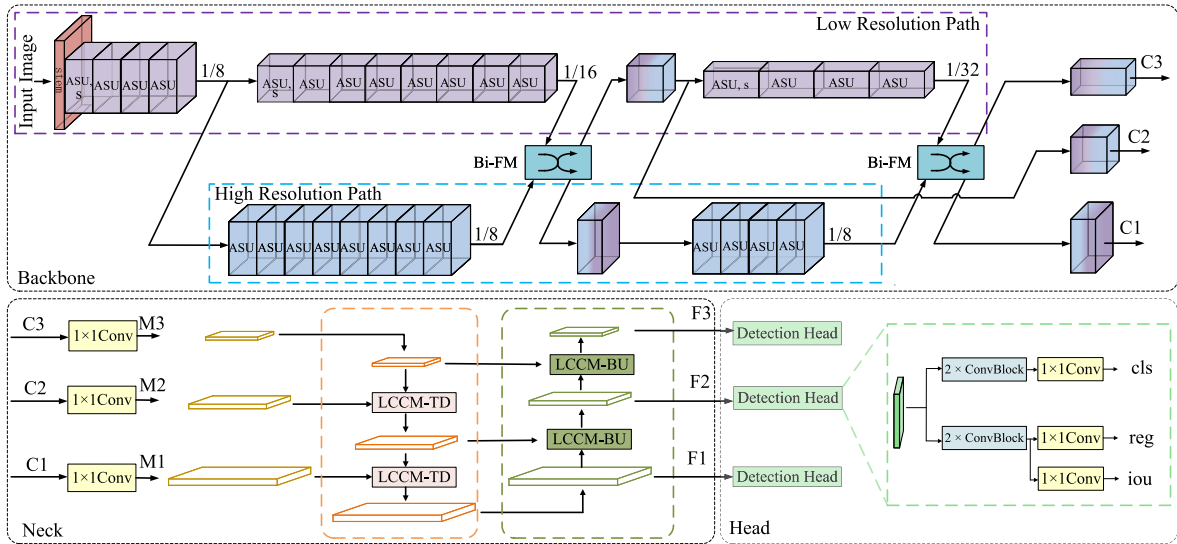 Low Resolution Path
Input Image
stem
ASU, s
ASU
ASU
ASU
1/8
ASU, s
ASU
ASU
ASU
ASU
ASU
ASU
1/16
ASU, s
ASU
ASU
ASU
1/32
C3
Bi-FM
Bi-FM
C2
High Resolution Path
ASU
ASU
ASU
ASU
ASU
ASU
ASU
ASU
1/8
ASU
ASU
ASU
ASU
1/8
C1
Backbone
C3
1×1Conv
M3
C2
1×1Conv
M2
C1
1×1Conv
M1
LCCM-TD
LCCM-TD
LCCM-BU
LCCM-BU
F3
F2
F1
Neck
Detection Head
Detection Head
Detection Head
2 × ConvBlock
1×1Conv
cls
2 × ConvBlock
1×1Conv
reg
1×1Conv
iou
Head